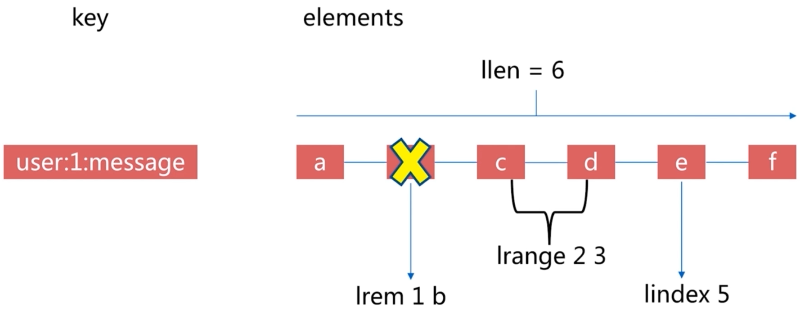 key
elements
llen = 6
user:1:message
a
c
d
e
f
lrange 2 3
lrem 1 b
lindex 5